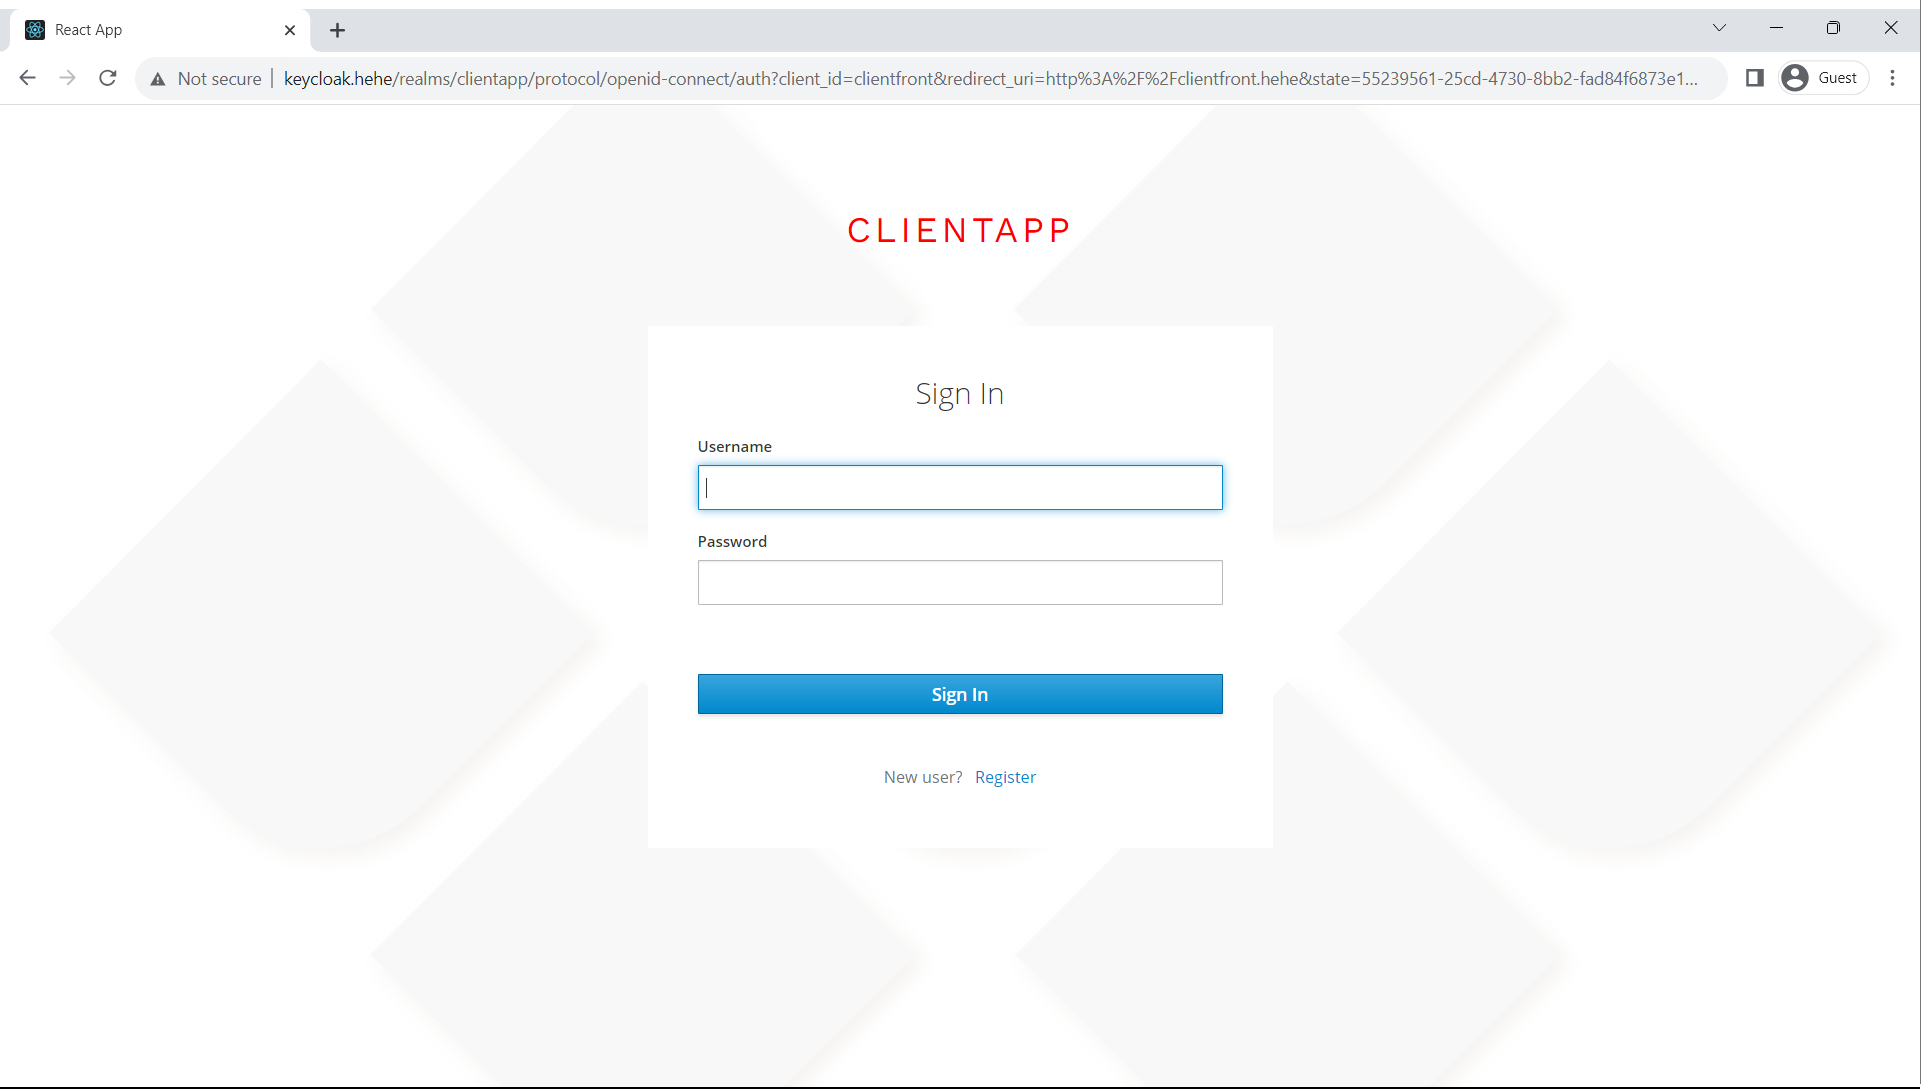 React App
Not secure
keycloak.hehe/realms/clientapp/protocol/openid-connect/auth?client_id=clientfront&redirect_uri=http%3A%2F%2Fclientfront.hehe&state=55239561-25cd-4730-8bb2-fad84f6873e1...
Guest
CLIENTAPP
Sign In
Username
Password
Sign In
New user? Register